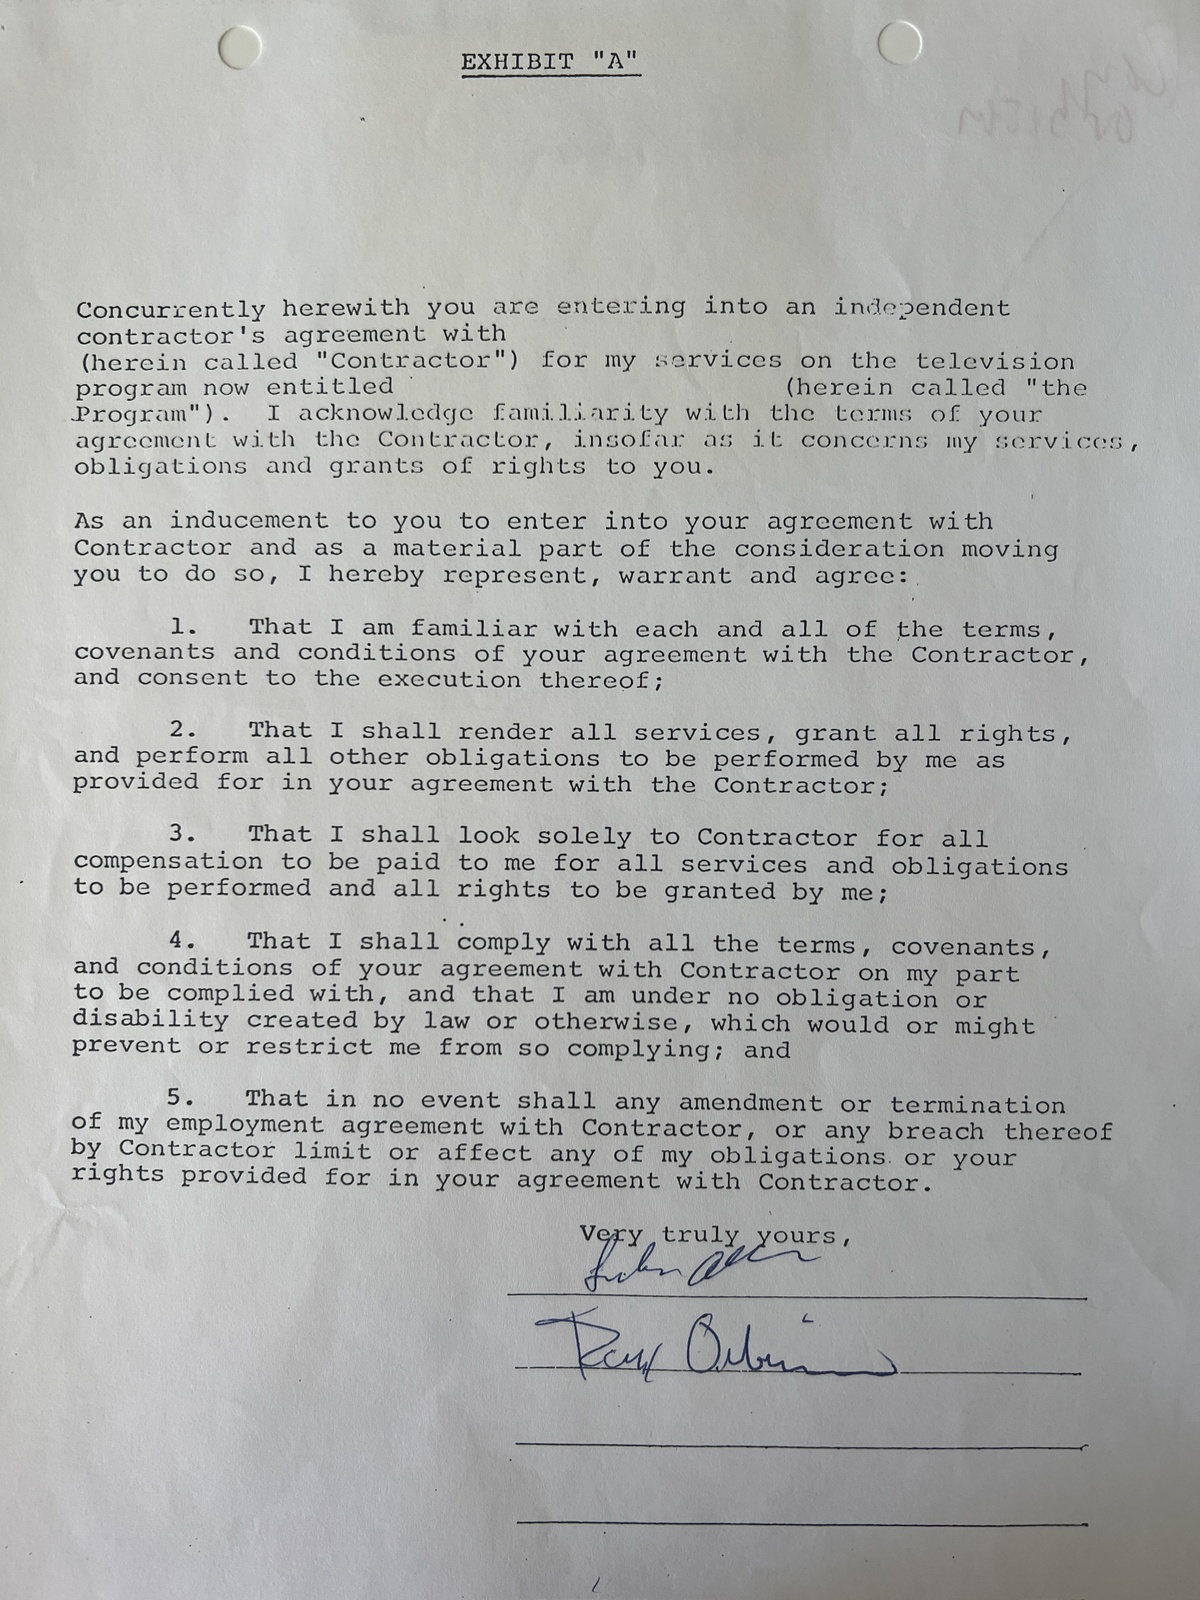 EXHIBIT "A"
Concurrently herewith you are entering into an independent
contractor's agreement with
(herein called "Contractor") for my services on the television
program now entitled (herein called "the
Program"). I acknowledge familiarity with the terms of your
agreement with the Contractor, insofar as it concerns my services,
obligations and grants of rights to you.
As an inducement to you to enter into your agreement with
Contractor and as a material part of the consideration moving
you to do so, I hereby represent, warrant and agree:
1. That I am familiar with each and all of the terms,
covenants and conditions of your agreement with the Contractor,
and consent to the execution thereof;
2. That I shall render all services, grant all rights,
and perform all other obligations to be performed by me as
provided for in your agreement with the Contractor;
3. That I shall look solely to Contractor for all
compensation to be paid to me for all services and obligations
to be performed and all rights to be granted by me;
4. That I shall comply with all the terms, covenants,
and conditions of your agreement with Contractor on my part
to be complied with, and that I am under no obligation or
disability created by law or otherwise, which would or might
prevent or restrict me from so complying; and
5. That in no event shall any amendment or termination
of my employment agreement with Contractor, or any breach thereof
by Contractor limit or affect any of my obligations or your
rights provided for in your agreement with Contractor.
Very truly yours,
Roy Orbison